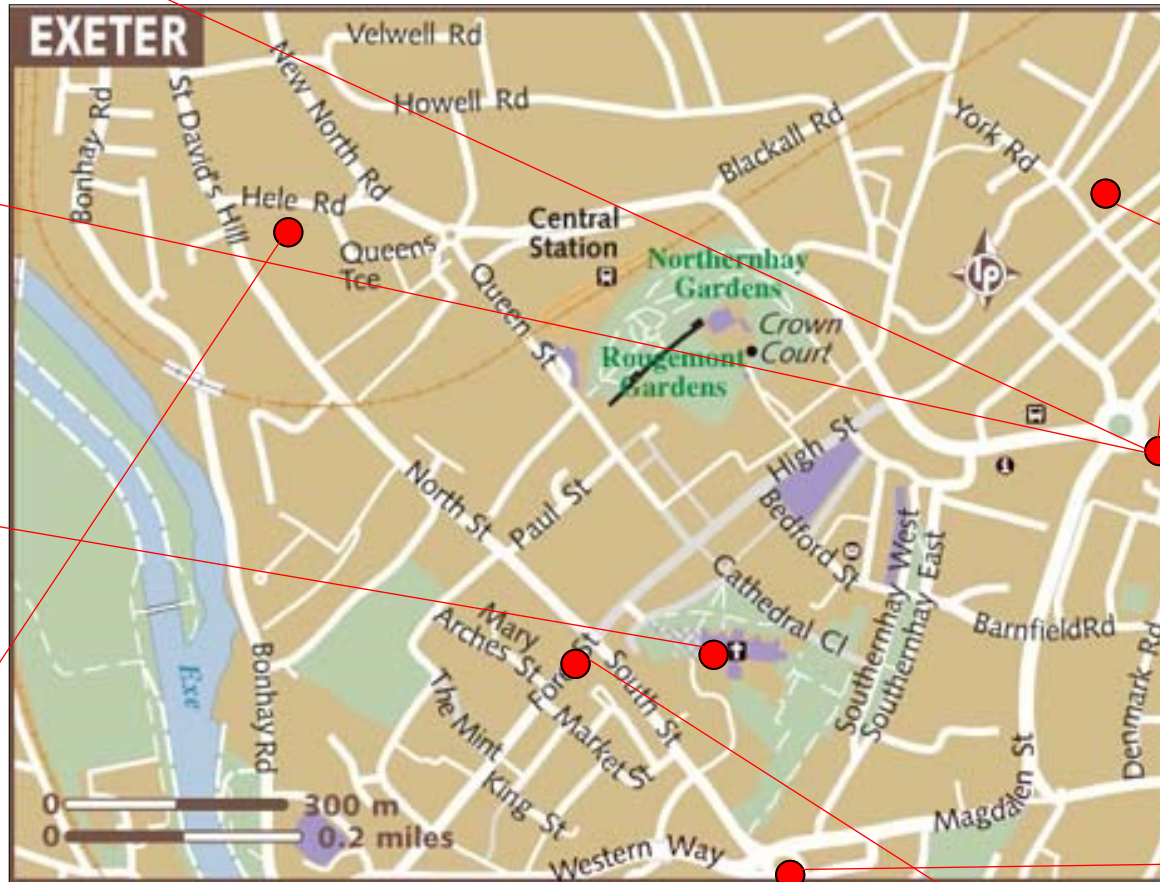 EXETER
Velwell Rd
New North Rd
Howell Rd
St David's Hill
Bonhay Rd
Blackall Rd
York Rd
Hele Rd
Queens
Tce
Central
Station
Northernhay
Gardens
lp
Queen St
Crown
Court
Rougemont
Gardens
High St
North St
Paul St
Bedford St
Southernhay West
Southernhay East
Cathedral Cl
Barnfield Rd
Mary
Arches St
Fore St
South St
Denmark Rd
Exe
Bonhay Rd
The Mint
Market St
King St
Magdalen St
Western Way
0 300 m
0 0.2 miles